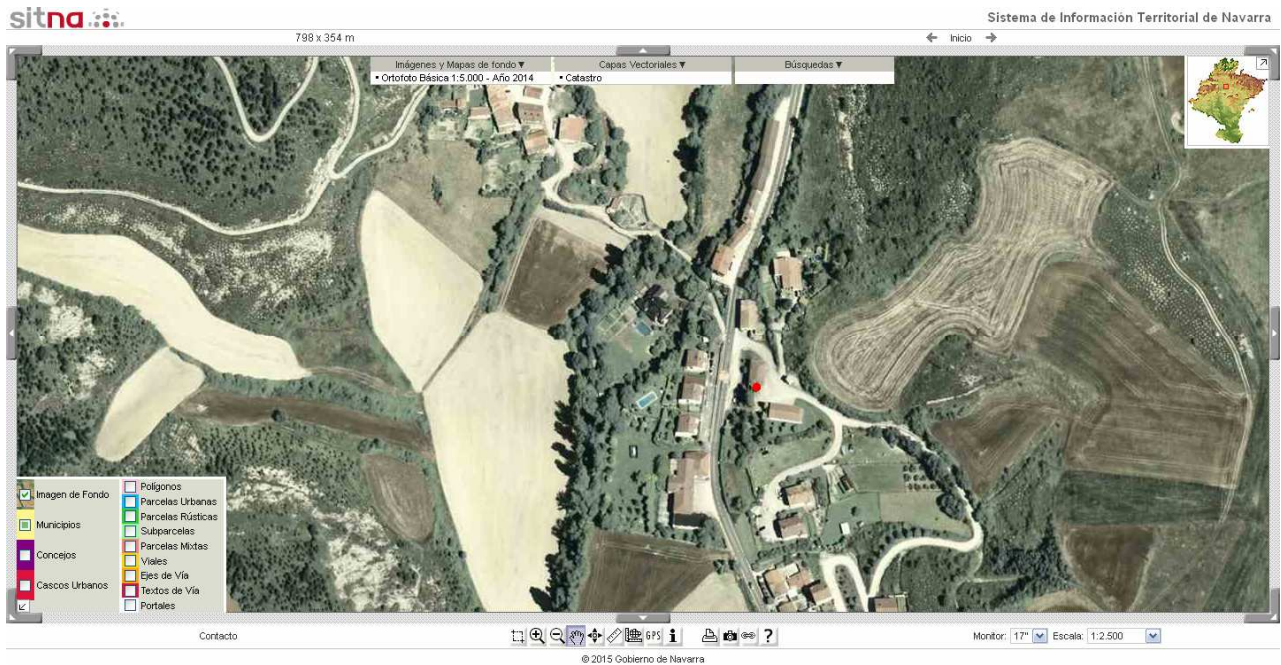 sitna
Sistema de Información Territorial de Navarra
798 x 354 m
Inicio
Imágenes y Mapas de fondo ▼
Capas Vectoriales ▼
Búsquedas ▼
▪ Ortofoto Básica 1:5.000 - Año 2014
▪ Catastro
Imagen de Fondo
Municipios
Concejos
Cascos Urbanos
Polígonos
Parcelas Urbanas
Parcelas Rústicas
Subparcelas
Parcelas Mixtas
Viales
Ejes de Vía
Textos de Vía
Portales
Contacto
GPS
i
?
Monitor: 17"
Escala: 1:2.500
© 2015 Gobierno de Navarra